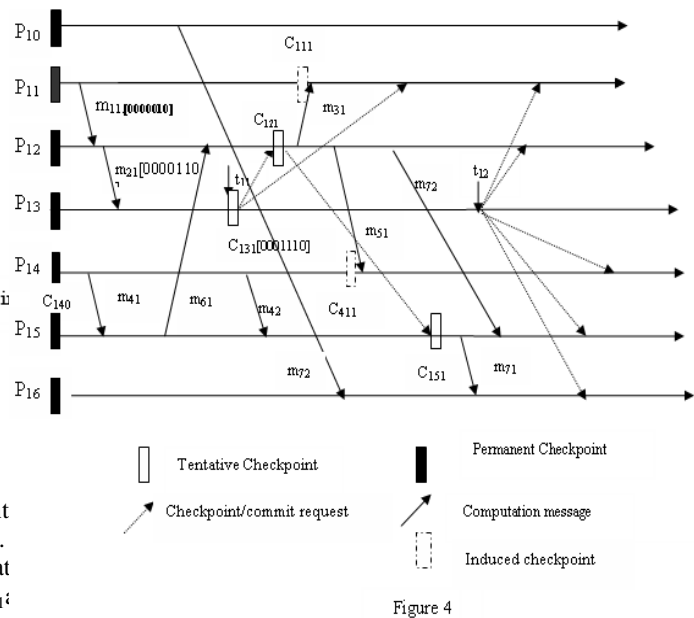 P10
C111
P11
m11,[0000010]
m31
C121
P12
m21[0000110
,
t11
m72
t12
P13
C131[0001110]
m51
P14
C140
m41
m61
m42
C411
P15
m72
C151
m71
P16
Tentative Checkpoint
Permanent Checkpoint
Checkpoint/commit request
Computation message
Induced checkpoint
Figure 4